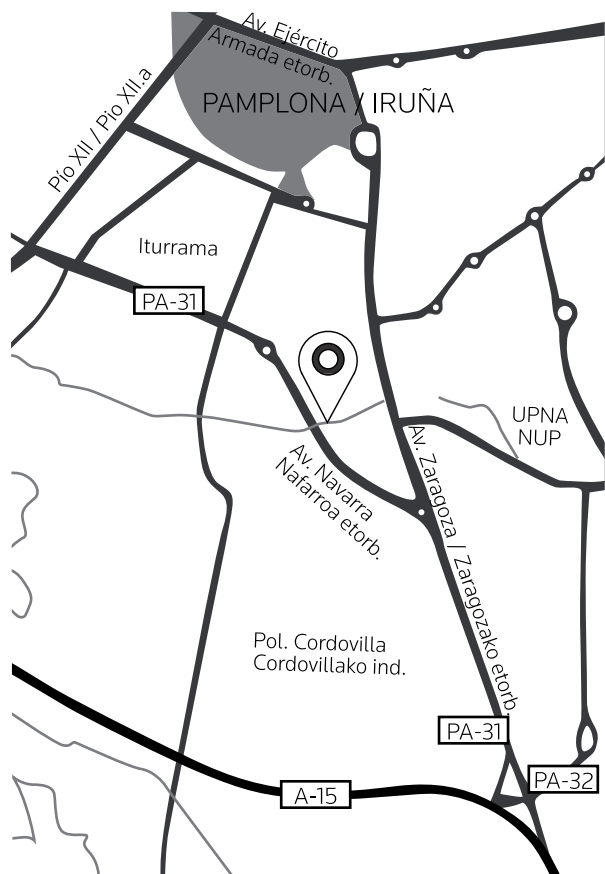 Av. Ejército
Armada etorb.
PAMPLONA / IRUÑA
Pío XII / Pio XII.a
Iturrama
PA-31
UPNA
NUP
Av. Navarra
Nafarroa etorb.
Av. Zaragoza / Zaragozako etorb.
Pol. Cordovilla
Cordovillako ind.
PA-31
PA-32
A-15